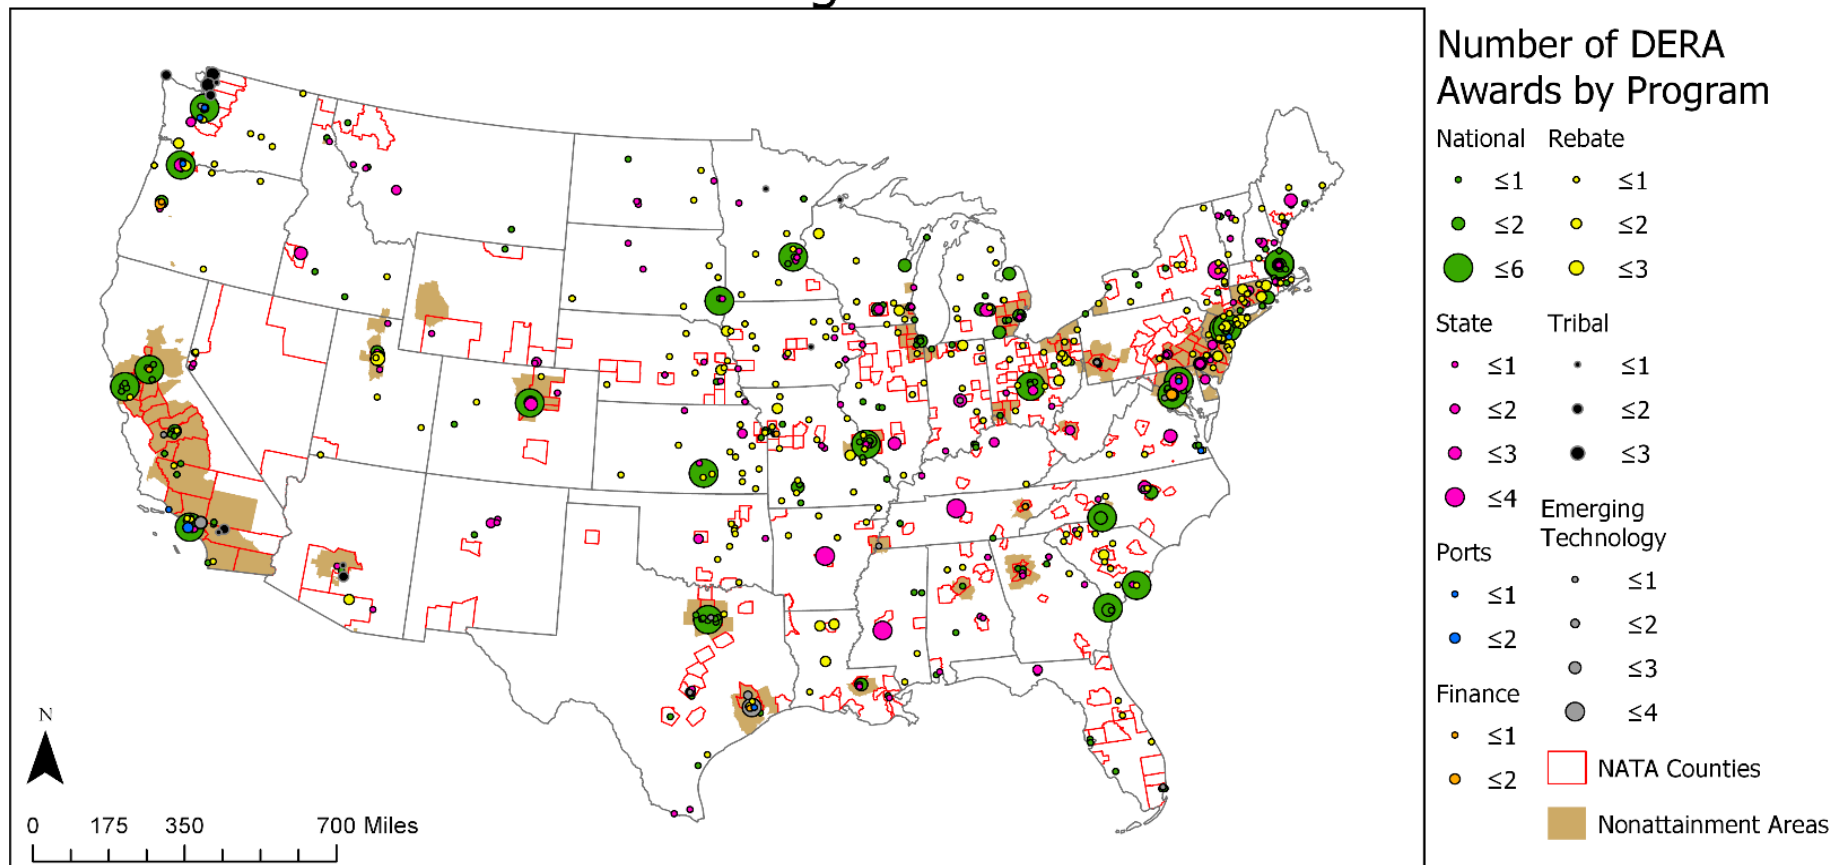 Number of DERA
Awards by Program
National Rebate
≤1 ≤1
≤2 ≤2
≤6 ≤3
State Tribal
≤1 ≤1
≤2 ≤2
≤3 ≤3
≤4
Emerging
Technology
Ports
≤1 ≤1
≤2 ≤2
≤3
Finance
≤4
≤1
≤2
NATA Counties
Nonattainment Areas
N
0 175 350 700 Miles